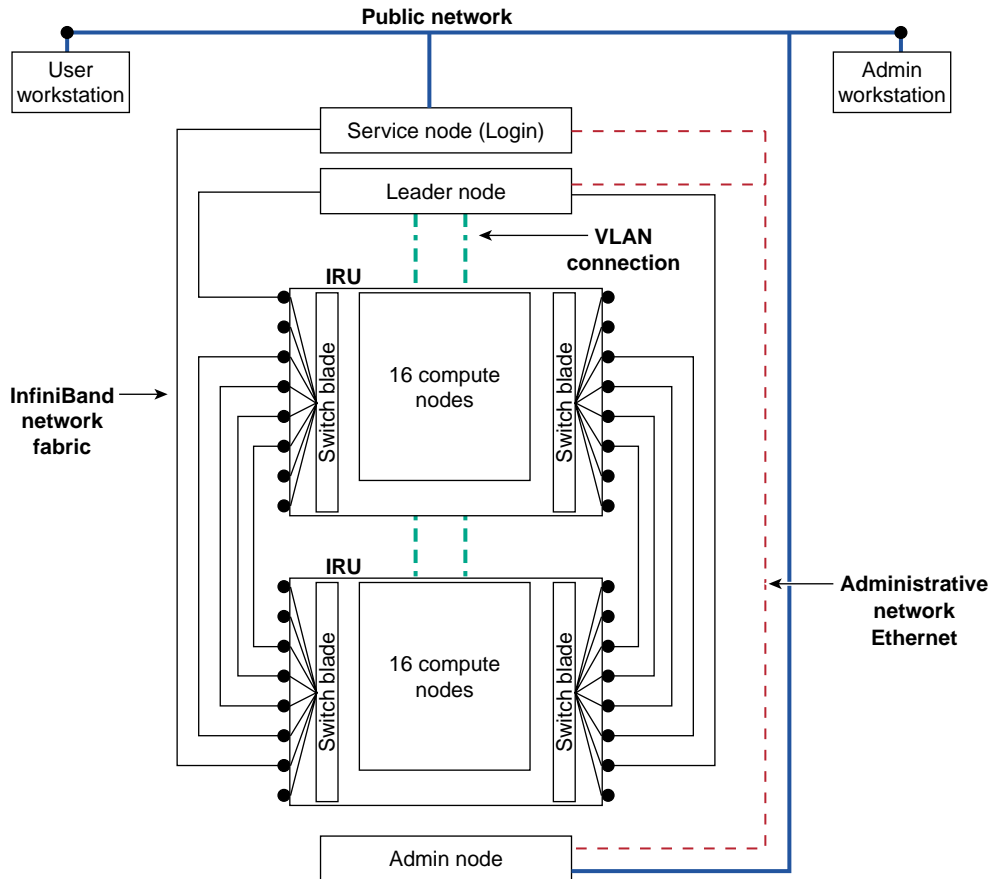 Public network
User
workstation
Admin
workstation
Service node (Login)
Leader node
VLAN
connection
IRU
Switch blade
16 compute
nodes
Switch blade
InfiniBand
network
fabric
IRU
Switch blade
16 compute
nodes
Switch blade
Administrative
network
Ethernet
Admin node